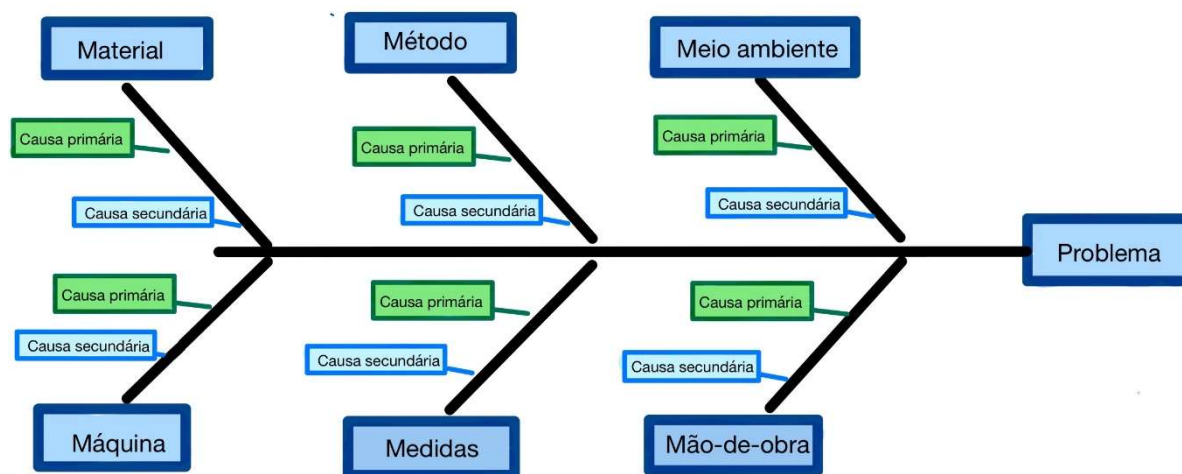 Material
Método
Meio ambiente
Causa primária
Causa primária
Causa primária
Causa secundária
Causa secundária
Causa secundária
Problema
Causa primária
Causa primária
Causa primária
Causa secundária
Causa secundária
Causa secundária
Máquina
Medidas
Mão-de-obra